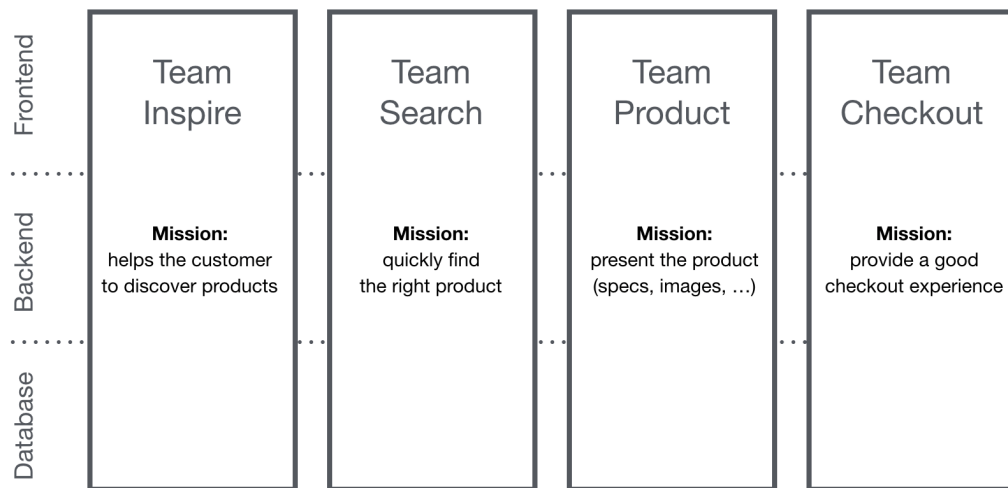 Frontend
Team
Inspire
Team
Search
Team
Product
Team
Checkout
Backend
Mission:
helps the customer
to discover products
Mission:
quickly find
the right product
Mission:
present the product
(specs, images, …)
Mission:
provide a good
checkout experience
Database